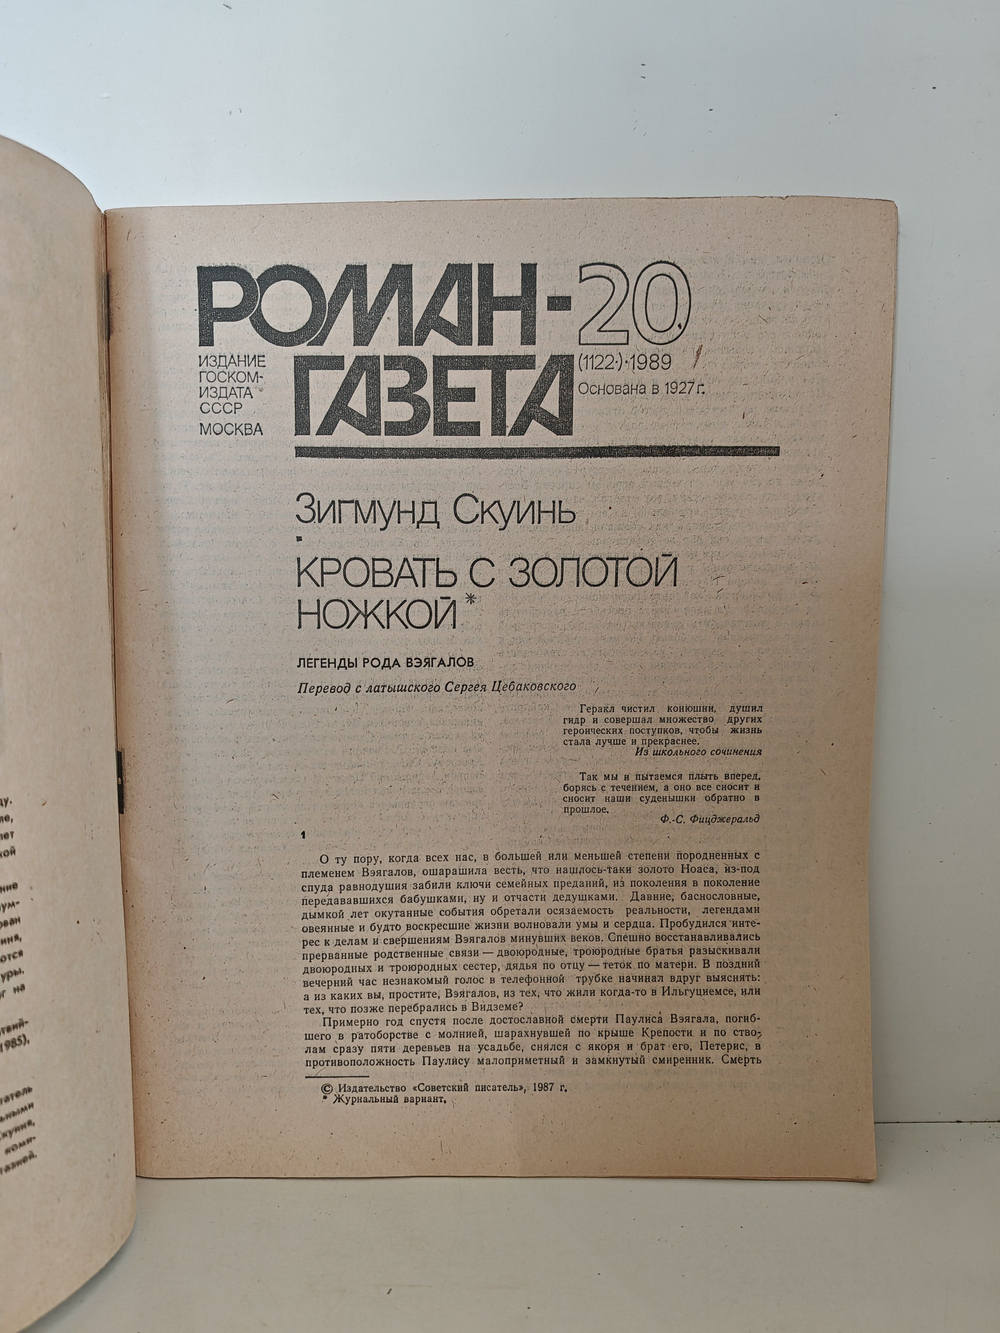 РОМАН-20
ГАЗЕТА
ИЗДАНИЕ
ГОСКОМ-
ИЗДАТА
СССР
МОСКВА
(1122)·1989
Основана в 1927 г.
Зигмунд Скуинь
КРОВАТЬ С ЗОЛОТОЙ
НОЖКОЙ*
ЛЕГЕНДЫ РОДА ВЭЯГАЛОВ
Перевод с латышского Сергея Цебаковского
Геракл чистил конюшни, душил
гидр и совершал множество других
героических поступков, чтобы жизнь
стала лучше и прекраснее.
Из школьного сочинения
Так мы и пытаемся плыть вперед,
борясь с течением, а оно все сносит и
сносит наши суденышки обратно в
прошлое.
Ф.-С. Фицджеральд
1
О ту пору, когда всех нас, в большей или меньшей степени породненных с
племенем Вэягалов, ошарашила весть, что нашлось-таки золото Ноаса, из-под
спуда равнодушия забили ключи семейных преданий, из поколения в поколение
передававшихся бабушками, ну и отчасти дедушками. Давние, баснословные,
дымкой лет окутанные события обретали осязаемость реальности, легендами
овеянные и будто воскресшие жизни волновали умы и сердца. Пробудился инте-
рес к делам и свершениям Вэягалов минувших веков. Спешно восстанавливались
прерванные родственные связи — двоюродные, троюродные братья разыскивали
двоюродных и троюродных сестер, дядья по отцу — теток по матери. В поздний
вечерний час незнакомый голос в телефонной трубке начинал вдруг выяснять:
а из каких вы, простите, Вэягалов, из тех, что жили когда-то в Ильгуциемсе, или
тех, что позже перебрались в Видземе?
Примерно год спустя после достославной смерти Паулиса Вэягала, погиб-
шего в ратоборстве с молнией, шарахнувшей по крыше Крепости и по ство-
лам сразу пяти деревьев на усадьбе, снялся с якоря и брат его, Петерис, в
противоположность Паулису малоприметный и замкнутый смиренник. Смерть
© Издательство «Советский писатель», 1987 г.
* Журнальный вариант.